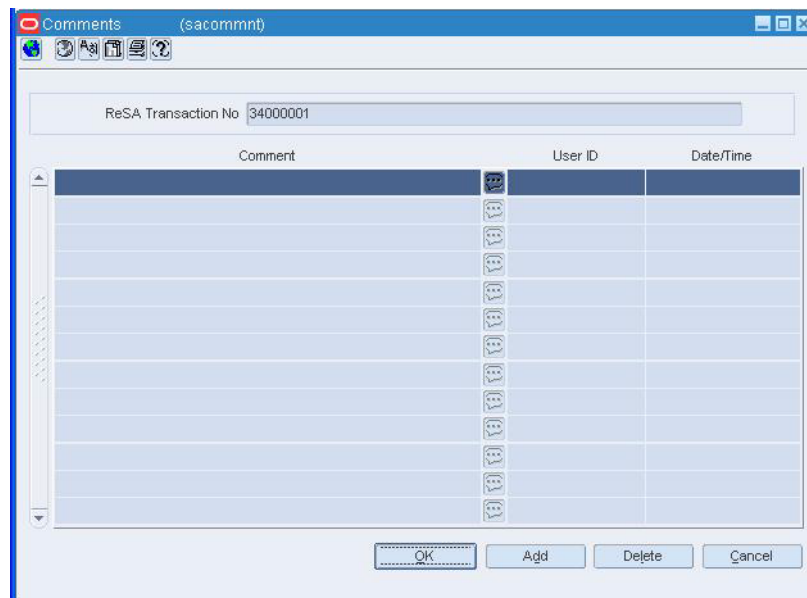 Comments (sacommnt)
ReSA Transaction No 34000001
Comment User ID Date/Time
OK Add Delete Cancel